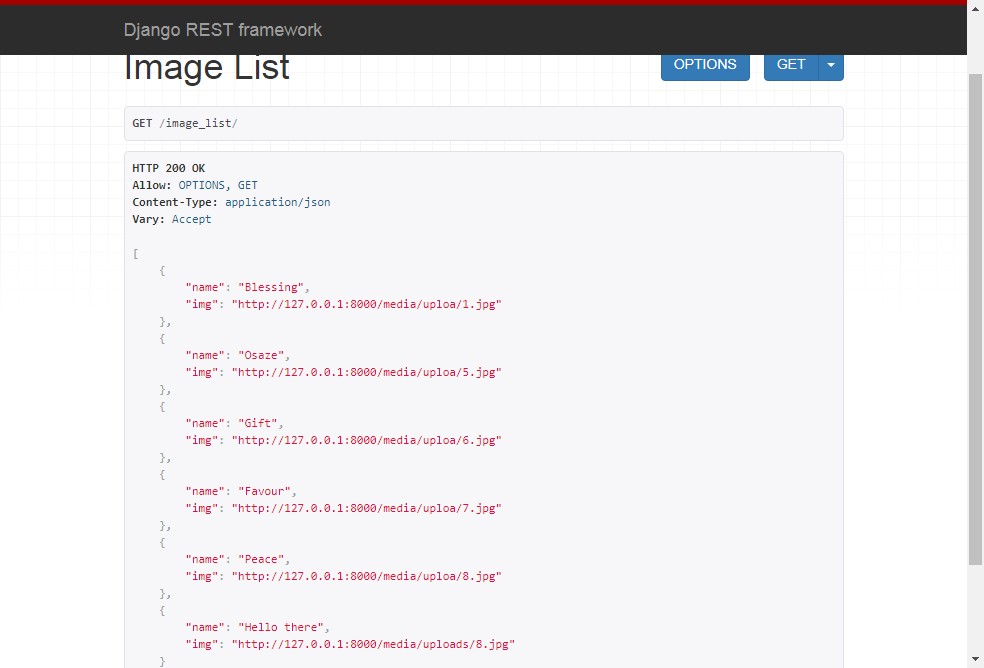 Django REST framework
Image List
OPTIONS
GET
GET /image_list/
HTTP 200 OK
Allow: OPTIONS, GET
Content-Type: application/json
Vary: Accept
[
{
"name": "Blessing",
"img": "http://127.0.0.1:8000/media/uploa/1.jpg"
},
{
"name": "Osaze",
"img": "http://127.0.0.1:8000/media/uploa/5.jpg"
},
{
"name": "Gift",
"img": "http://127.0.0.1:8000/media/uploa/6.jpg"
},
{
"name": "Favour",
"img": "http://127.0.0.1:8000/media/uploa/7.jpg"
},
{
"name": "Peace",
"img": "http://127.0.0.1:8000/media/uploa/8.jpg"
},
{
"name": "Hello there",
"img": "http://127.0.0.1:8000/media/uploads/8.jpg"
}